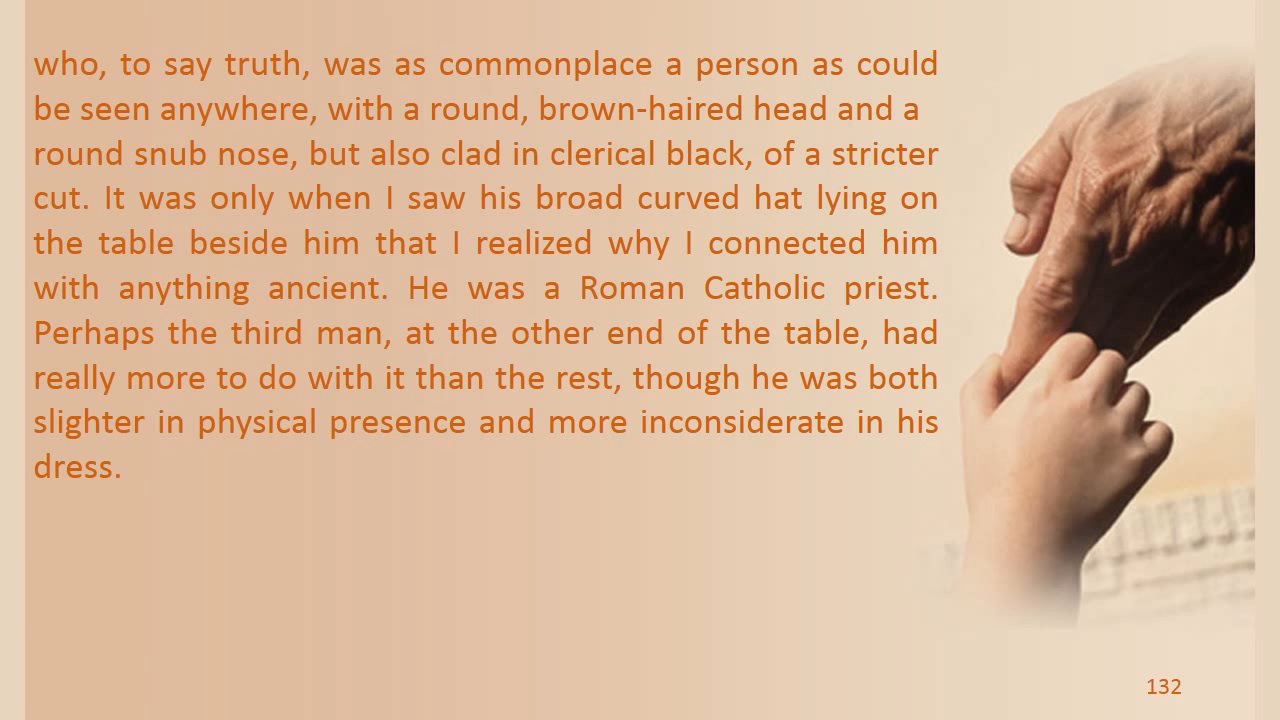 who, to say truth, was as commonplace a person as could
be seen anywhere, with a round, brown-haired head and a
round snub nose, but also clad in clerical black, of a stricter
cut. It was only when I saw his broad curved hat lying on
the table beside him that I realized why I connected him
with anything ancient. He was a Roman Catholic priest.
Perhaps the third man, at the other end of the table, had
really more to do with it than the rest, though he was both
slighter in physical presence and more inconsiderate in his
dress.
132